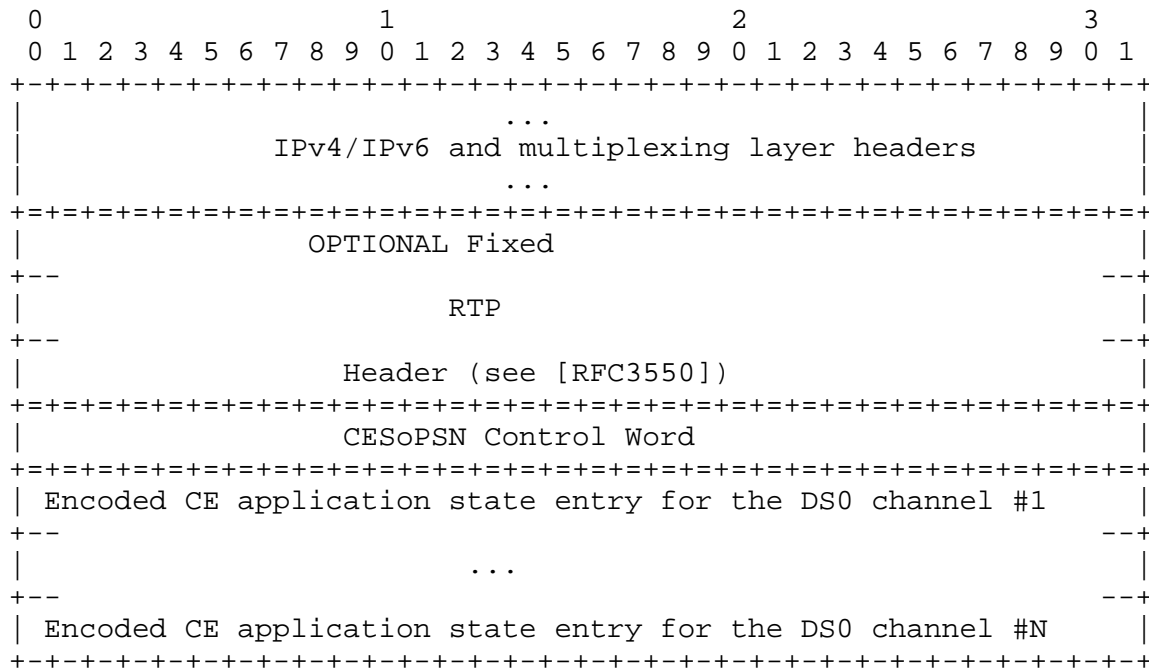 0                   1                   2                   3
 0 1 2 3 4 5 6 7 8 9 0 1 2 3 4 5 6 7 8 9 0 1 2 3 4 5 6 7 8 9 0 1
+-+-+-+-+-+-+-+-+-+-+-+-+-+-+-+-+-+-+-+-+-+-+-+-+-+-+-+-+-+-+-+-+
|                           ...                                 |
|              IPv4/IPv6 and multiplexing layer headers         |
|                           ...                                 |
+=+=+=+=+=+=+=+=+=+=+=+=+=+=+=+=+=+=+=+=+=+=+=+=+=+=+=+=+=+=+=+=+
|                OPTIONAL Fixed                                 |
+--                                                           --+
|                        RTP                                    |
+--                                                           --+
|                  Header (see [RFC3550])                       |
+=+=+=+=+=+=+=+=+=+=+=+=+=+=+=+=+=+=+=+=+=+=+=+=+=+=+=+=+=+=+=+=+
|                  CESoPSN Control Word                         |
+=+=+=+=+=+=+=+=+=+=+=+=+=+=+=+=+=+=+=+=+=+=+=+=+=+=+=+=+=+=+=+=+
| Encoded CE application state entry for the DS0 channel #1     |
+--                                                           --+
|                         ...                                   |
+--                                                           --+
| Encoded CE application state entry for the DS0 channel #N     |
+-+-+-+-+-+-+-+-+-+-+-+-+-+-+-+-+-+-+-+-+-+-+-+-+-+-+-+-+-+-+-+-+